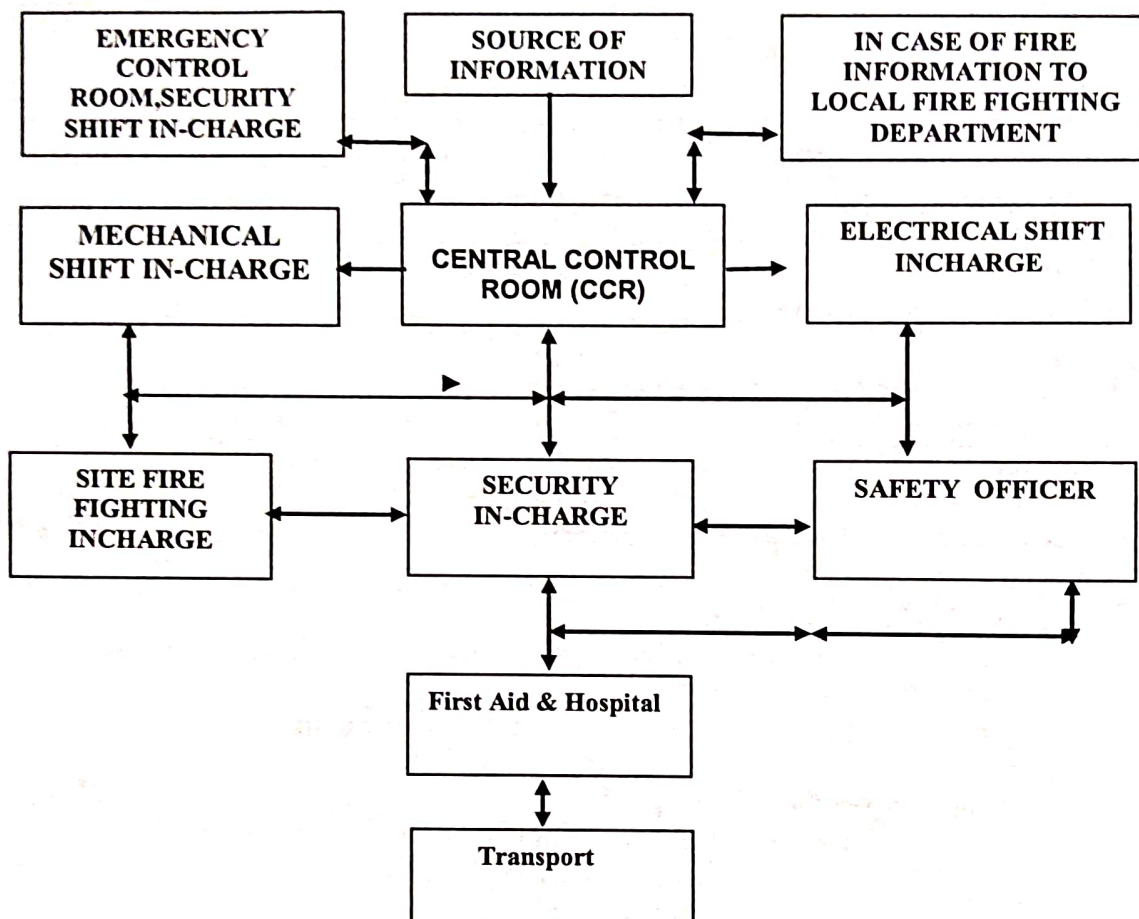 EMERGENCY
CONTROL
ROOM,SECURITY
SHIFT IN-CHARGE
SOURCE OF
INFORMATION
IN CASE OF FIRE
INFORMATION TO
LOCAL FIRE FIGHTING
DEPARTMENT
MECHANICAL
SHIFT IN-CHARGE
CENTRAL CONTROL
ROOM (CCR)
ELECTRICAL SHIFT
INCHARGE
SITE FIRE
FIGHTING
INCHARGE
SECURITY
IN-CHARGE
SAFETY OFFICER
First Aid & Hospital
Transport